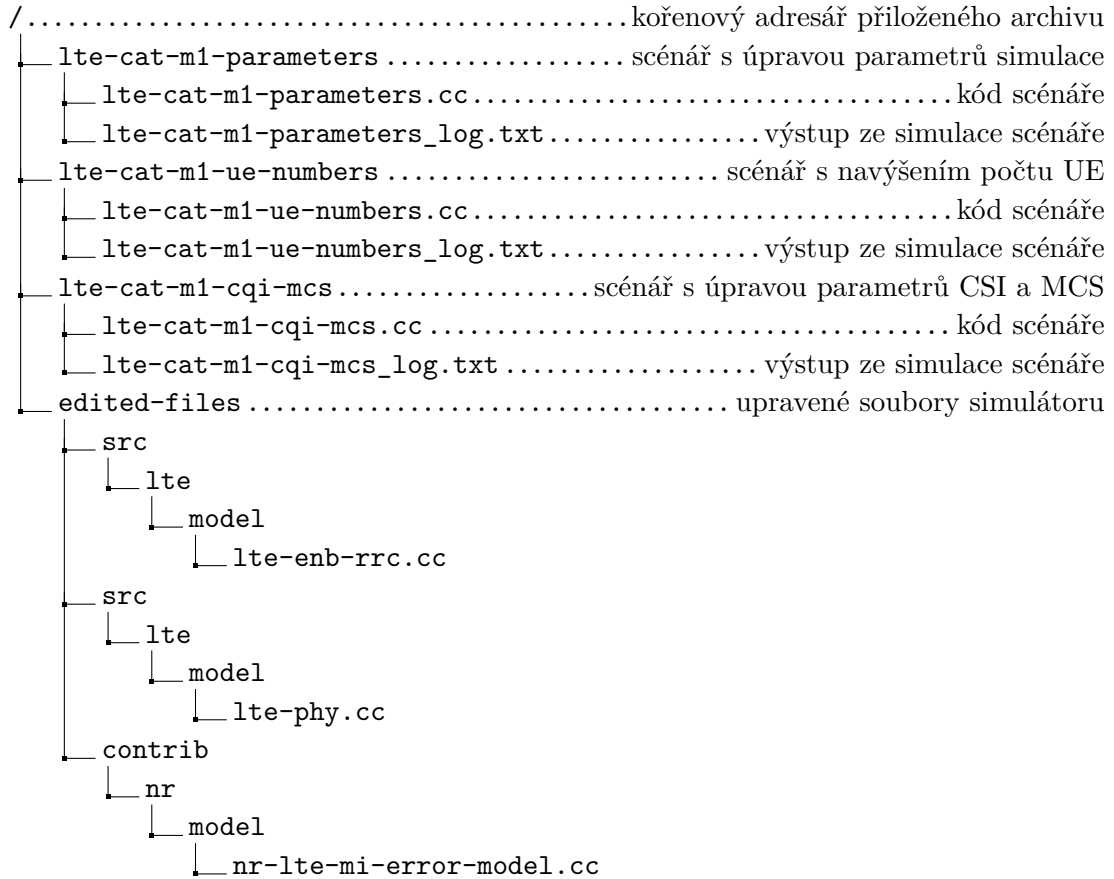 / kořenový adresář přiloženého archivu
lte-cat-m1-parameters scénář s úpravou parametrů simulace
lte-cat-m1-parameters.cc kód scénáře
lte-cat-m1-parameters_log.txt výstup ze simulace scénáře
lte-cat-m1-ue-numbers scénář s navýšením počtu UE
lte-cat-m1-ue-numbers.cc kód scénáře
lte-cat-m1-ue-numbers_log.txt výstup ze simulace scénáře
lte-cat-m1-cqi-mcs scénář s úpravou parametrů CSI a MCS
lte-cat-m1-cqi-mcs.cc kód scénáře
lte-cat-m1-cqi-mcs_log.txt výstup ze simulace scénáře
edited-files upravené soubory simulátoru
src
lte
model
lte-enb-rrc.cc
src
lte
model
lte-phy.cc
contrib
nr
model
nr-lte-mi-error-model.cc